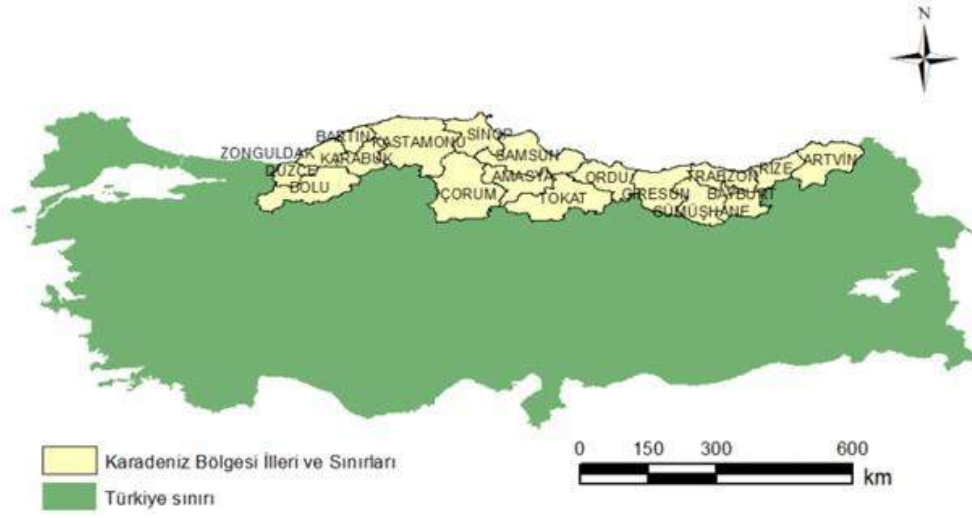 N
BARTIN
KASTAMONU
SİNOP
ZONGULDAK
KARABÜK
SAMSUN
DÜZCE
BOLU
ÇORUM
AMASYA
TOKAT
ORDU
GİRESUN
TRABZON
RİZE
ARTVİN
BAYBURT
GÜMÜŞHANE
Karadeniz Bölgesi İlleri ve Sınırları
Türkiye sınırı
0 150 300 600
km